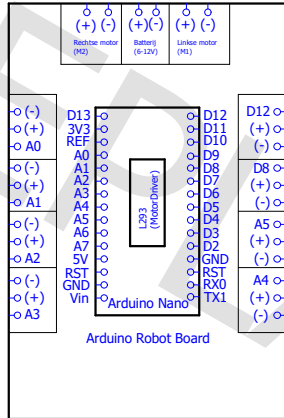 (+) (-) (+) (-) (+) (-)
Rechtse motor
(M2)
Batterij
(6-12V)
Linkse motor
(M1)
(-)
(+)
A0
(-)
(+)
A1
(-)
(+)
A2
(-)
(+)
A3
D13
3V3
REF
A0
A1
A2
A3
A4
A5
A6
A7
5V
RST
GND
Vin
L293
(MotorDriver)
D12
D11
D10
D9
D8
D7
D6
D5
D4
D3
D2
GND
RST
RX0
TX1
Arduino Nano
D12
(+)
(-)
D8
(+)
(-)
A5
(+)
(-)
A4
(+)
(-)
Arduino Robot Board